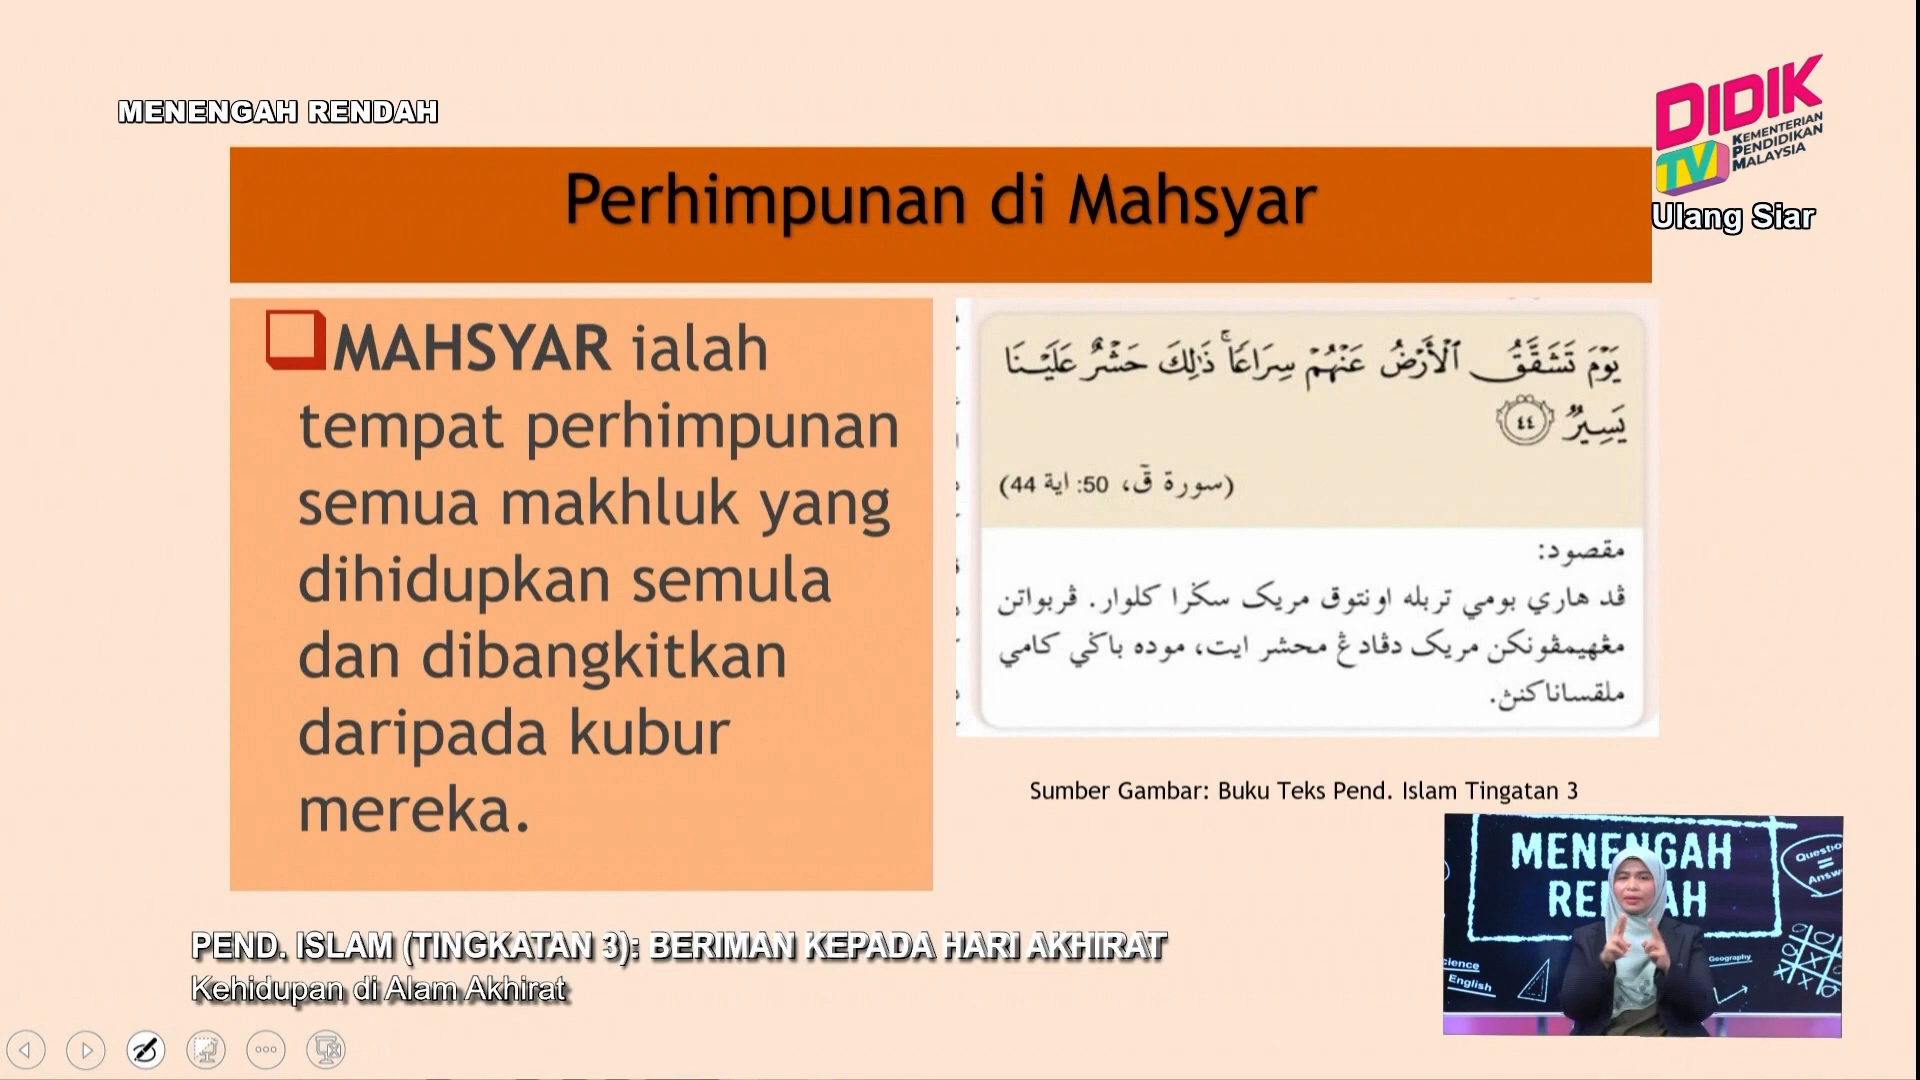 MENENGAH RENDAH
DIDIK
TV
KEMENTERIAN
PENDIDIKAN
MALAYSIA
Ulang Siar
Perhimpunan di Mahsyar
MAHSYAR ialah
tempat perhimpunan
semua makhluk yang
dihidupkan semula
dan dibangkitkan
daripada kubur
mereka.
يَوْمَ تَشَقَّقُ الْأَرْضُ عَنْهُمْ سِرَاعًا ۚ ذَٰلِكَ حَشْرٌ عَلَيْنَا
يَسِيرٌ ٤٤
(سورة قۤ، 50: اية 44)
مقصود:
ڤد هاري بومي تربله اونتوق مريک سݢرا کلوار. ڤربواتن
مڠهيمڤونکن مريک دڤادڠ محشر ايت، موده باݢي کامي
ملقساناکنڽ.
Sumber Gambar: Buku Teks Pend. Islam Tingatan 3
MENENGAH
Question
=
PEND. ISLAM (TINGKATAN 3): BERIMAN KEPADA HARI AKHIRAT
Kehidupan di Alam Akhirat
Geography
English